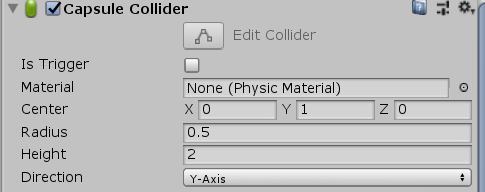 Capsule Collider
Edit Collider
Is Trigger
Material None (Physic Material)
Center X 0 Y 1 Z 0
Radius 0.5
Height 2
Direction Y-Axis